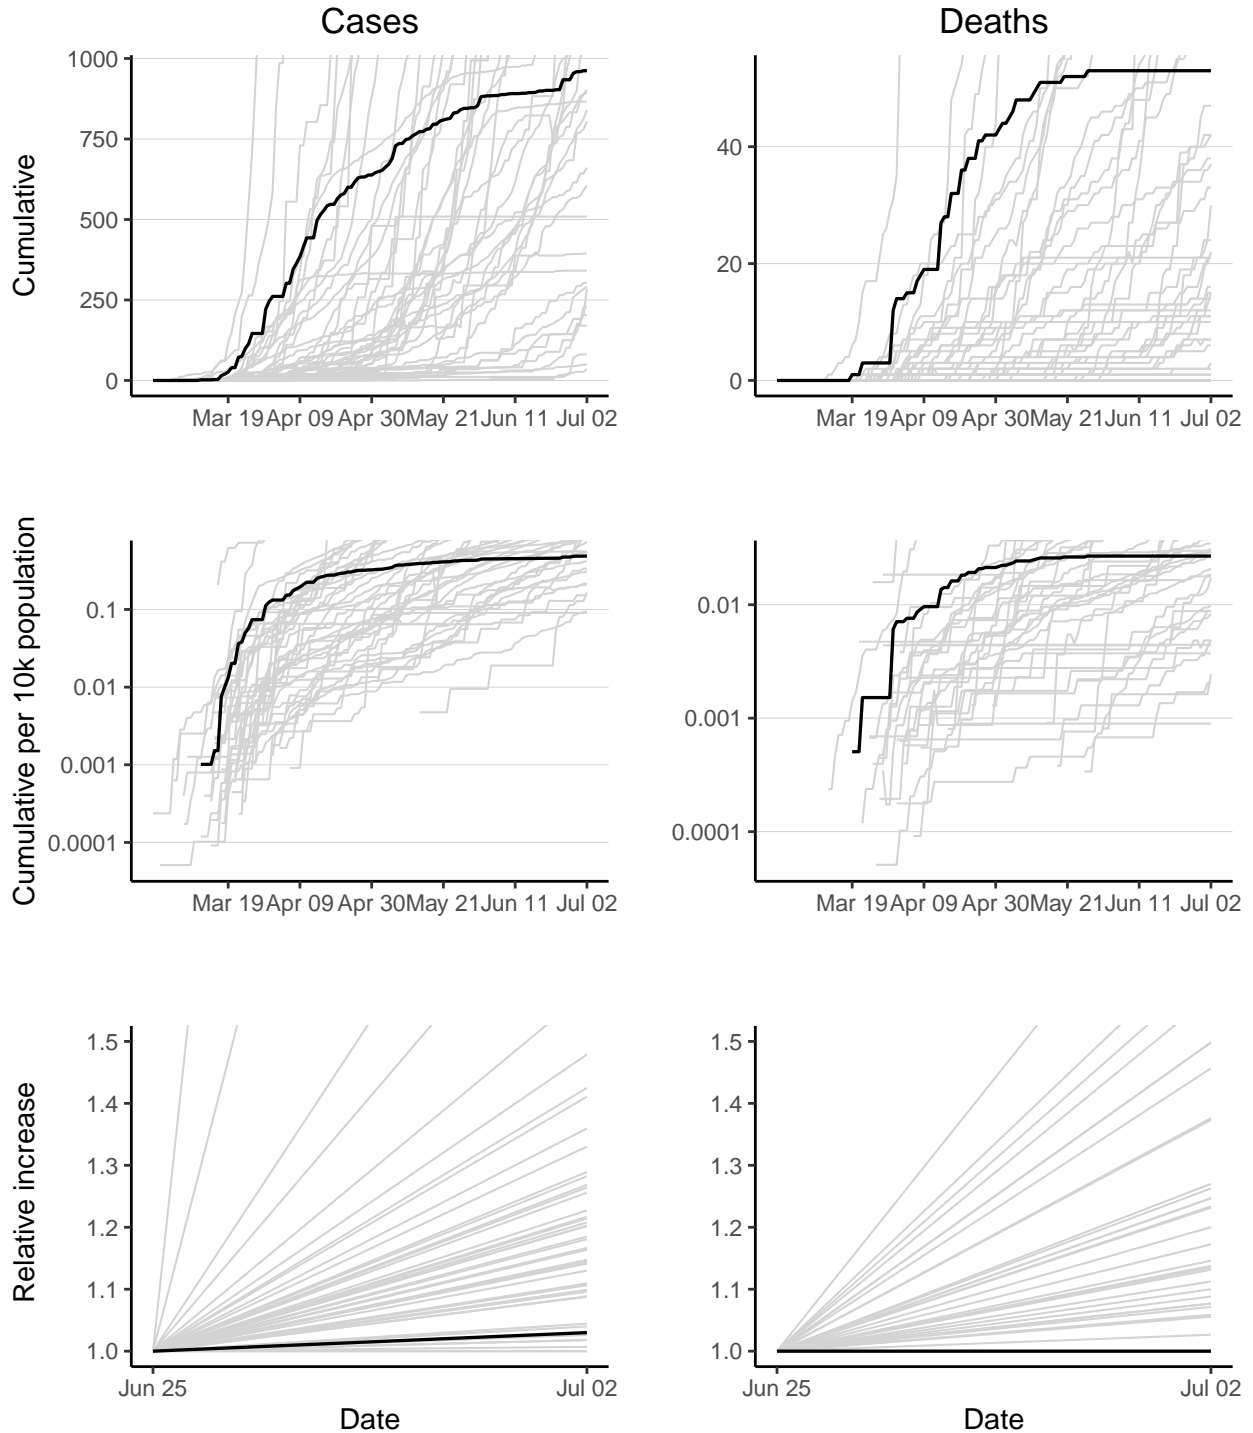 Cases
Deaths
Cumulative
1000
750
500
250
0
Mar 19 Apr 09 Apr 30 May 21 Jun 11 Jul 02
40
20
0
Mar 19 Apr 09 Apr 30 May 21 Jun 11 Jul 02
Cumulative per 10k population
0.1
0.01
0.001
0.0001
Mar 19 Apr 09 Apr 30 May 21 Jun 11 Jul 02
0.01
0.001
0.0001
Mar 19 Apr 09 Apr 30 May 21 Jun 11 Jul 02
Relative increase
1.5
1.4
1.3
1.2
1.1
1.0
Jun 25 Jul 02
Date
1.5
1.4
1.3
1.2
1.1
1.0
Jun 25 Jul 02
Date